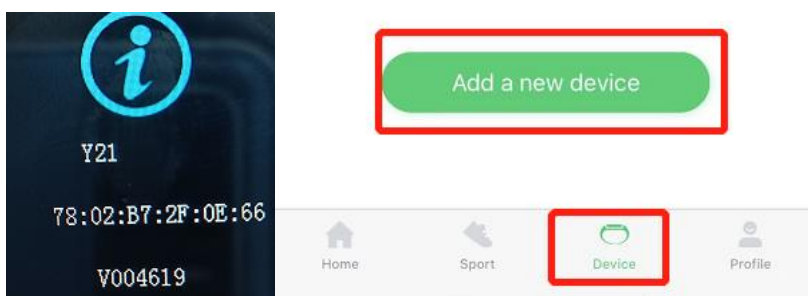 i
Y21
78:02:B7:2F:0E:66
V004619
Add a new device
Home
Sport
Device
Profile